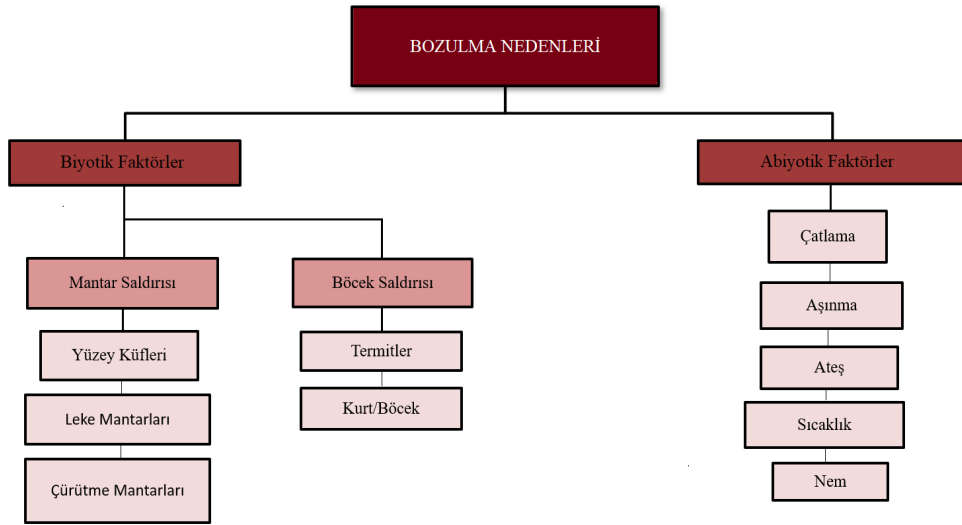 BOZULMA NEDENLERİ
Biyotik Faktörler
Abiyotik Faktörler
Mantar Saldırısı
Yüzey Küfleri
Leke Mantarları
Çürütme Mantarları
Böcek Saldırısı
Termitler
Kurt/Böcek
Çatlama
Aşınma
Ateş
Sıcaklık
Nem